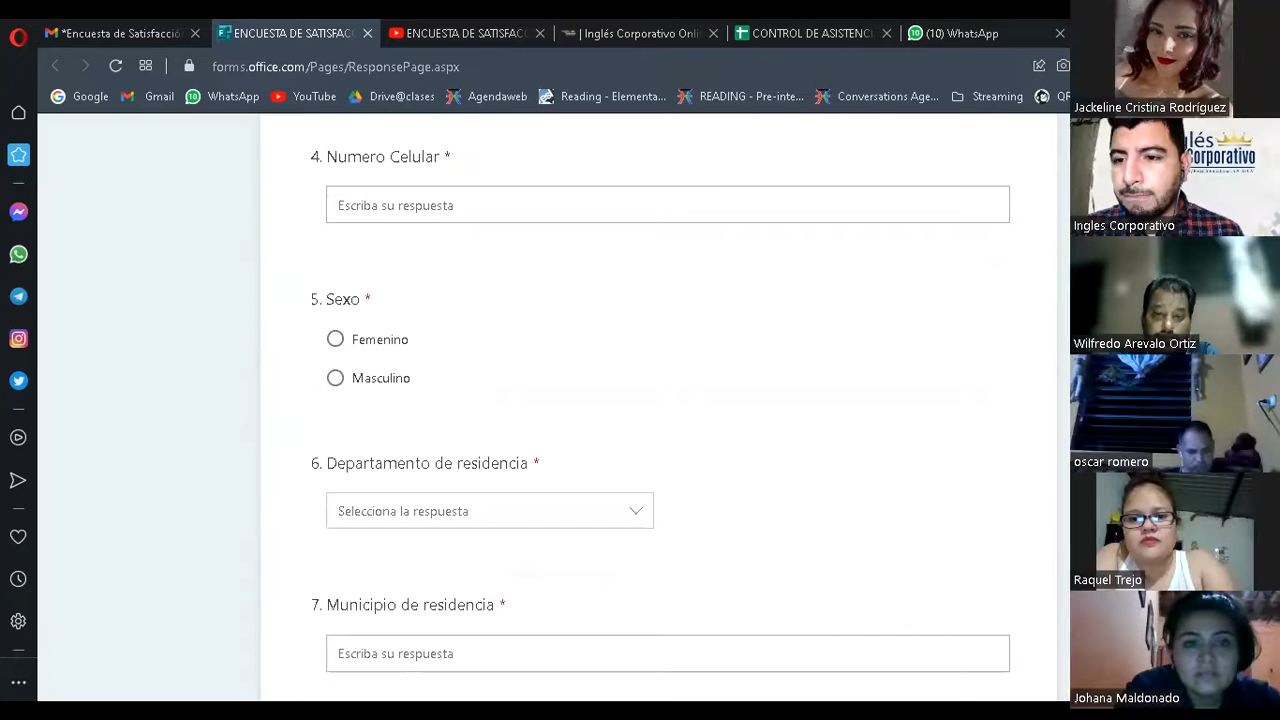 *Encuesta de Satisfacció
ENCUESTA DE SATISFAC
ENCUESTA DE SATISFAC
| Inglés Corporativo Onli
CONTROL DE ASISTENC
(10) WhatsApp
forms.office.com/Pages/ResponsePage.aspx
Google
Gmail
WhatsApp
YouTube
Drive@clases
Agendaweb
Reading - Elementa...
READING - Pre-inte...
Conversations Age...
Streaming
QR
4. Numero Celular *
Escriba su respuesta
5. Sexo *
Femenino
Masculino
6. Departamento de residencia *
Selecciona la respuesta
7. Municipio de residencia *
Escriba su respuesta
Jackeline Cristina Rodríguez
glés
Corporativo
Ingles Corporativo
Wilfredo Arevalo Ortiz
oscar romero
Raquel Trejo
Johana Maldonado